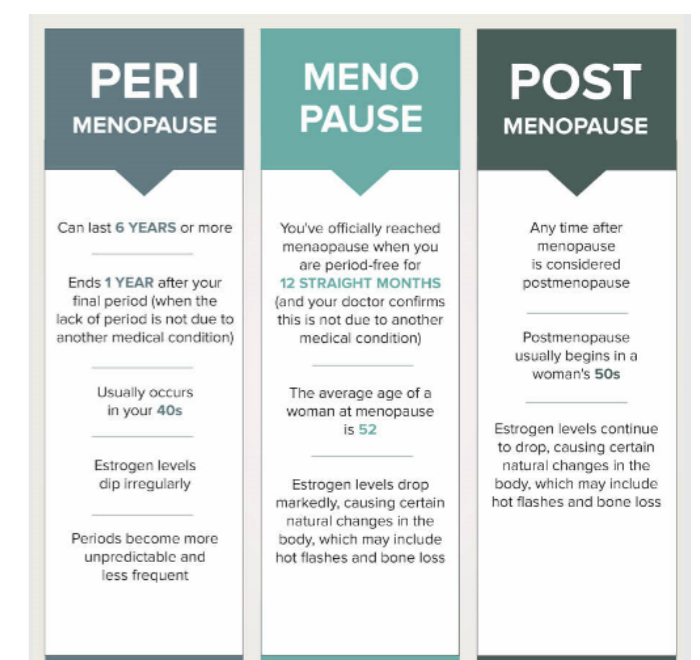 PERI
MENOPAUSE
Can last 6 YEARS or more
Ends 1 YEAR after your
final period (when the
lack of period is not due to
another medical condition)
Usually occurs
in your 40s
Estrogen levels
dip irregularly
Periods become more
unpredictable and
less frequent
MENO
PAUSE
You've officially reached
menaopause when you
are period-free for
12 STRAIGHT MONTHS
(and your doctor confirms
this is not due to another
medical condition)
The average age of a
woman at menopause
is 52
Estrogen levels drop
markedly, causing certain
natural changes in the
body, which may include
hot flashes and bone loss
POST
MENOPAUSE
Any time after
menopause
is considered
postmenopause
Postmenopause
usually begins in a
woman's 50s
Estrogen levels continue
to drop, causing certain
natural changes in the
body, which may include
hot flashes and bone loss